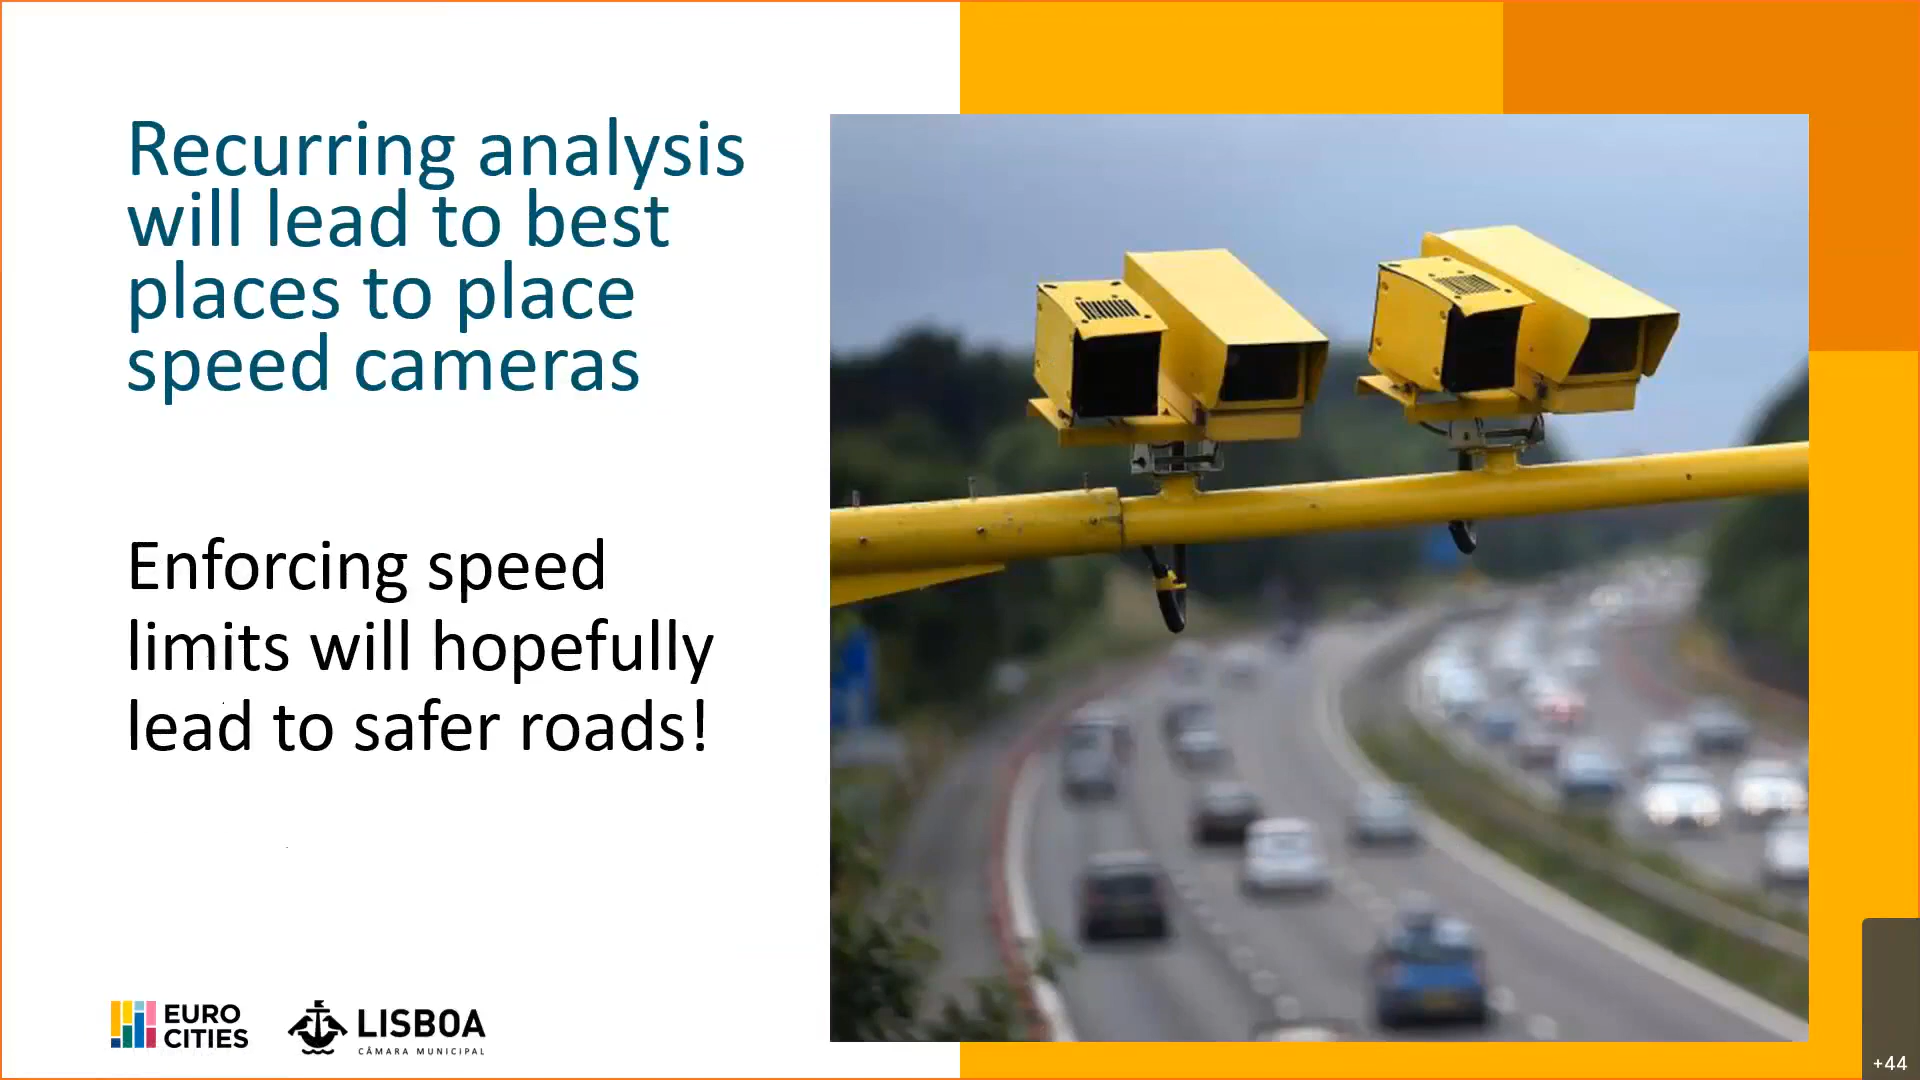 Recurring analysis
will lead to best
places to place
speed cameras
Enforcing speed
limits will hopefully
lead to safer roads!
EURO
CITIES
LISBOA
CÂMARA MUNICIPAL
+44